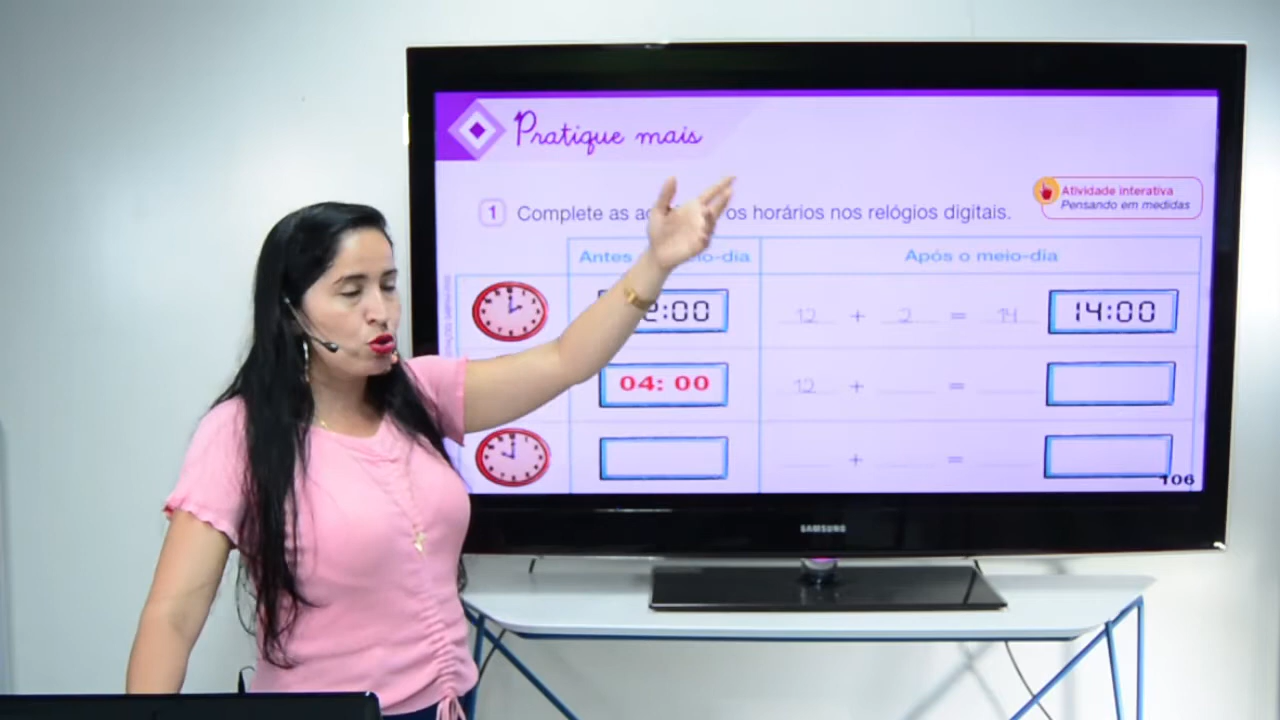 Pratique mais
Atividade interativa
Pensando em medidas
1 Complete as os horários nos relógios digitais.
Antes meio-dia
Após o meio-dia
:00
12 + 2 = 14
14:00
04: 00
12 + =
+ =
106
SAMSUNG